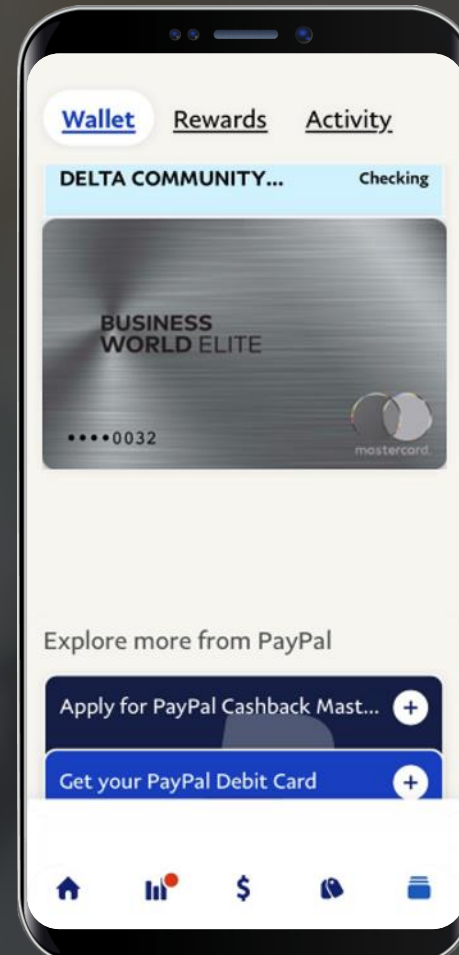 Wallet Rewards Activity
DELTA COMMUNITY... Checking
BUSINESS
WORLD ELITE
••••0032
mastercard.
Explore more from PayPal
Apply for PayPal Cashback Mast... +
Get your PayPal Debit Card +
$